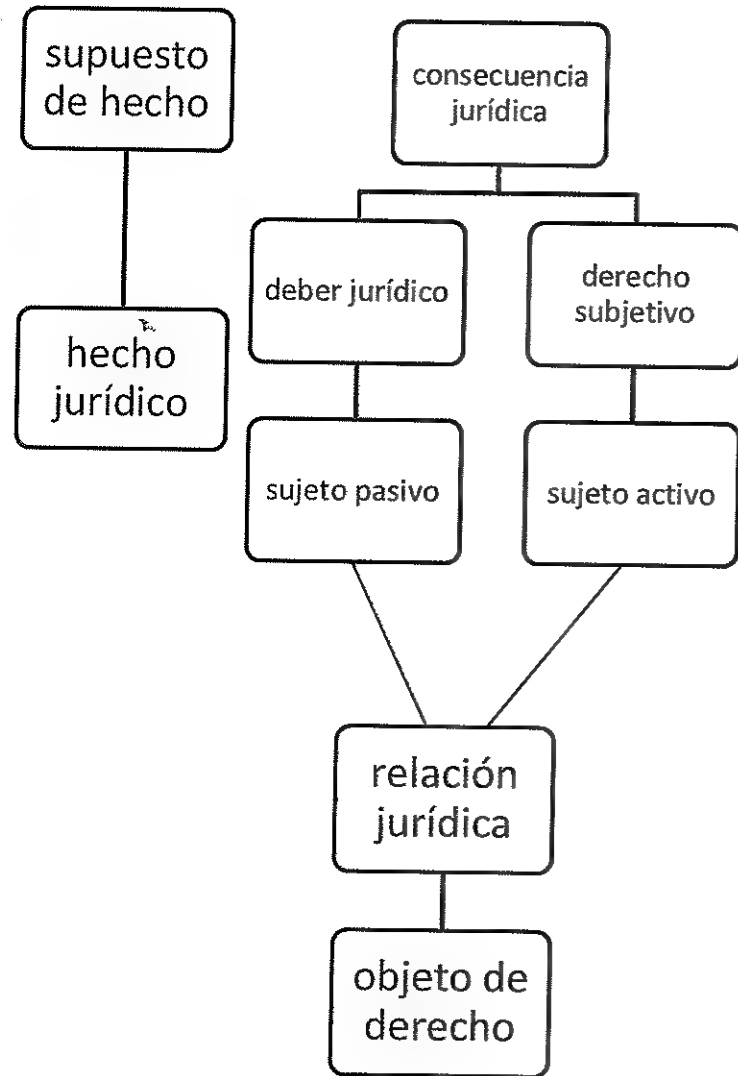 supuesto
de hecho
consecuencia
jurídica
deber jurídico
derecho
subjetivo
hecho
jurídico
sujeto pasivo
sujeto activo
relación
jurídica
objeto de
derecho